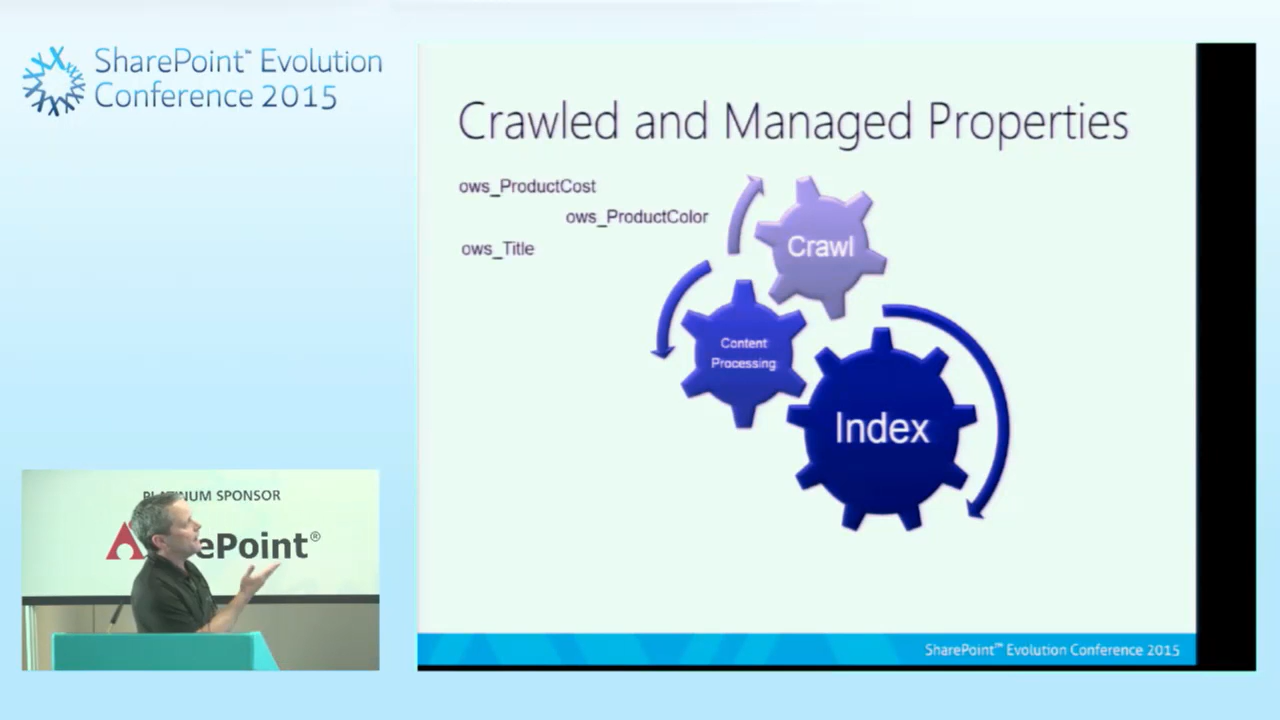 SharePoint™ Evolution
Conference 2015
Crawled and Managed Properties
ows_ProductCost
ows_ProductColor
ows_Title
Crawl
Content
Processing
Index
PLATINUM SPONSOR
ePoint®
SharePoint™ Evolution Conference 2015